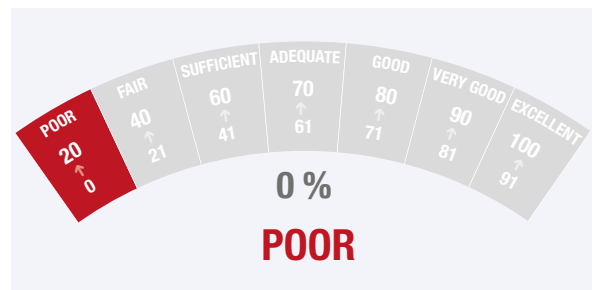 POOR
20
0
FAIR
40
21
SUFFICIENT
60
41
ADEQUATE
70
61
GOOD
80
71
VERY GOOD
90
81
EXCELLENT
100
91
0 %
POOR